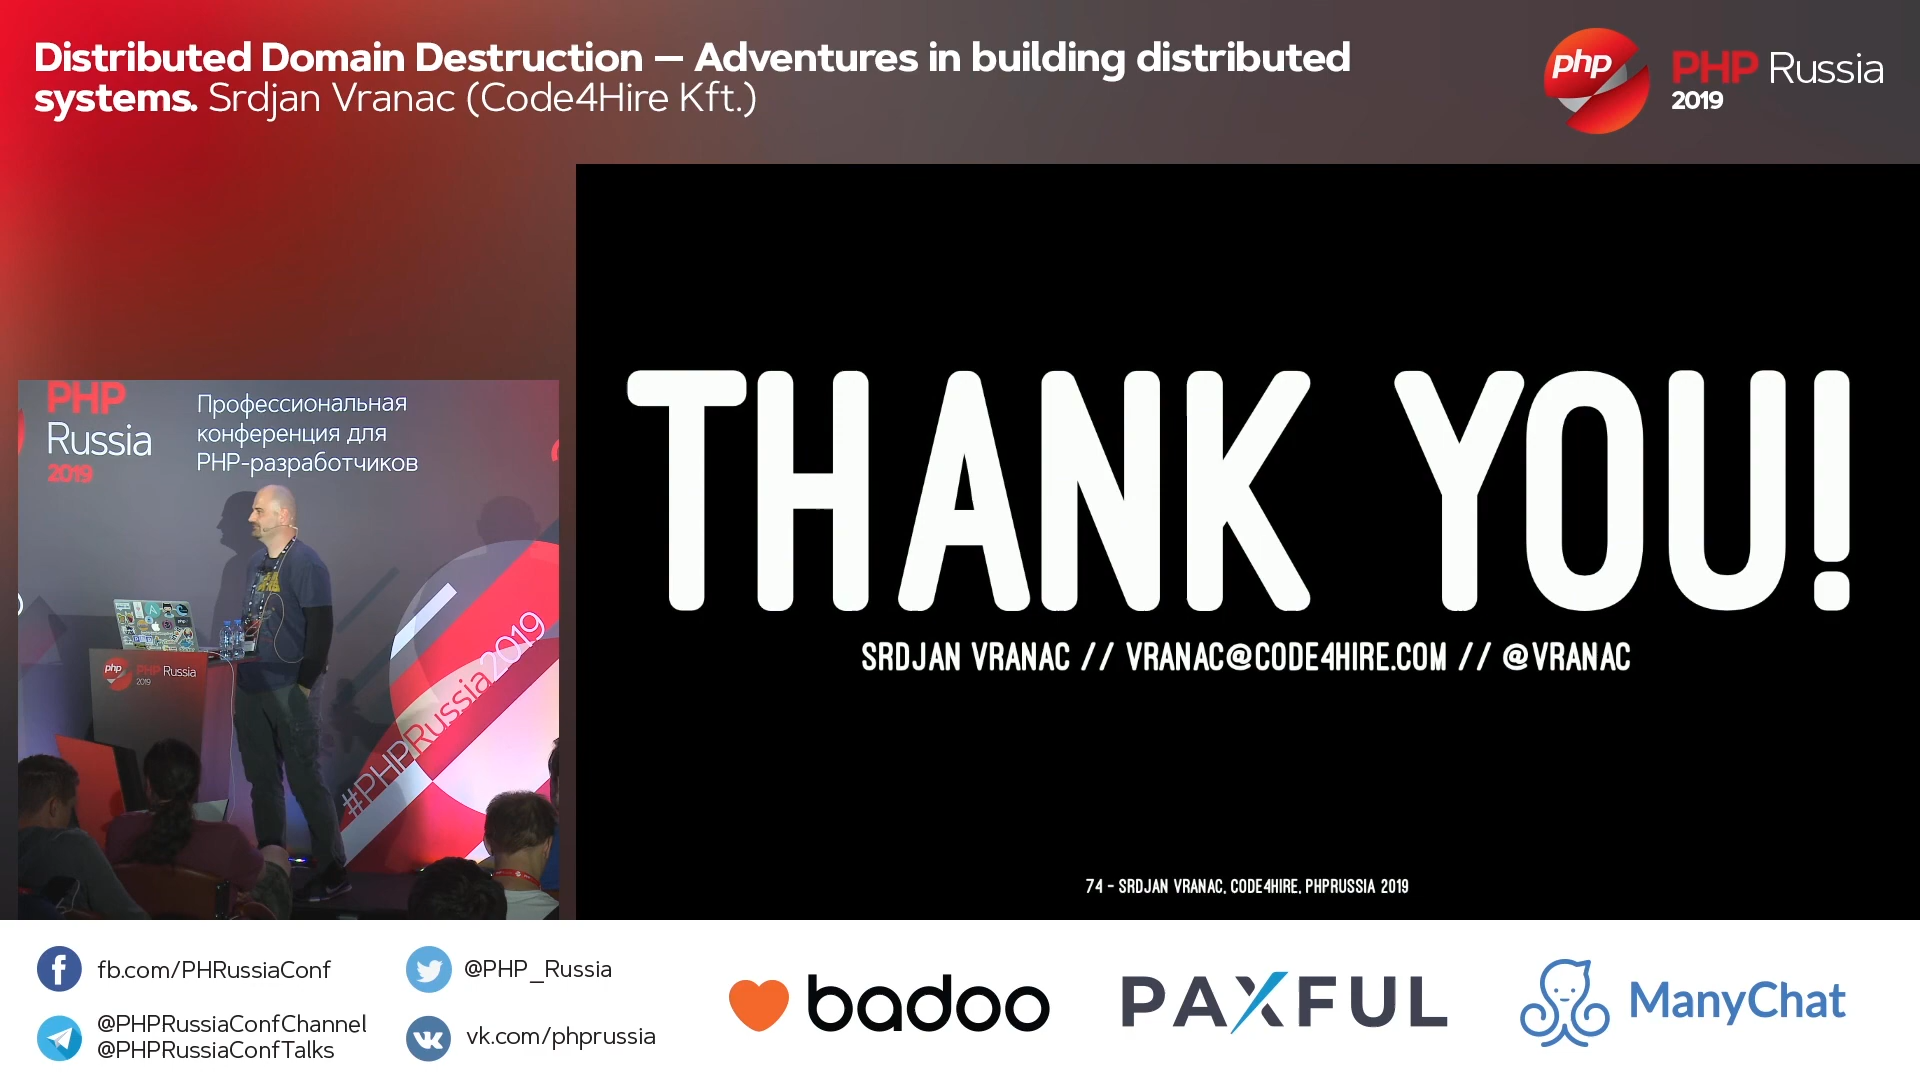 Distributed Domain Destruction — Adventures in building distributed
systems. Srdjan Vranac (Code4Hire Kft.)
php
PHP Russia
2019
PHP
Russia
2019
Профессиональная
конференция для
PHP-разработчиков
php
PHP Russia
2019
#PHPRussia2019
THANK YOU!
SRDJAN VRANAC // VRANAC@CODE4HIRE.COM // @VRANAC
74 - SRDJAN VRANAC, CODE4HIRE, PHPRUSSIA 2019
fb.com/PHRussiaConf
@PHPRussiaConfChannel
@PHPRussiaConfTalks
@PHP_Russia
vk.com/phprussia
badoo
PAXFUL
ManyChat